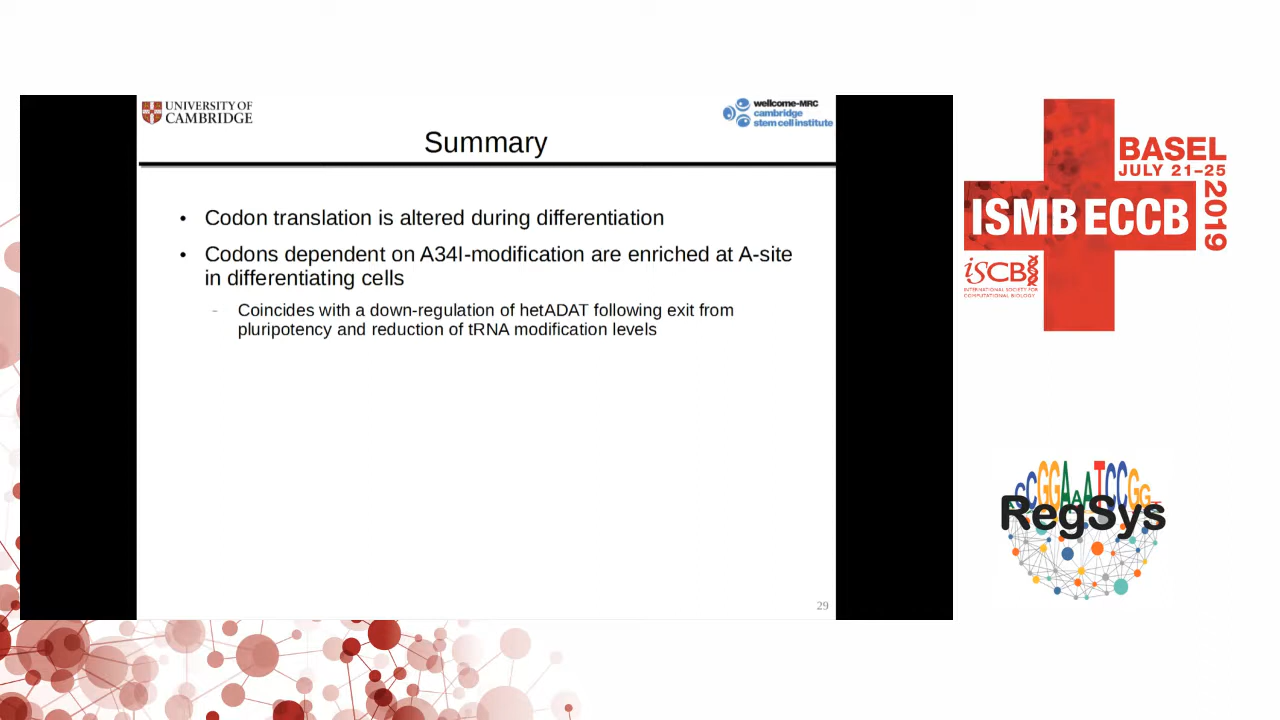 UNIVERSITY OF
CAMBRIDGE
wellcome-MRC
cambridge
stem cell institute
Summary
• Codon translation is altered during differentiation
• Codons dependent on A34I-modification are enriched at A-site
in differentiating cells
- Coincides with a down-regulation of hetADAT following exit from
pluripotency and reduction of tRNA modification levels
29
BASEL
JULY 21–25
2019
ISMB ECCB
iSCB
INTERNATIONAL SOCIETY FOR
COMPUTATIONAL BIOLOGY
RegSys